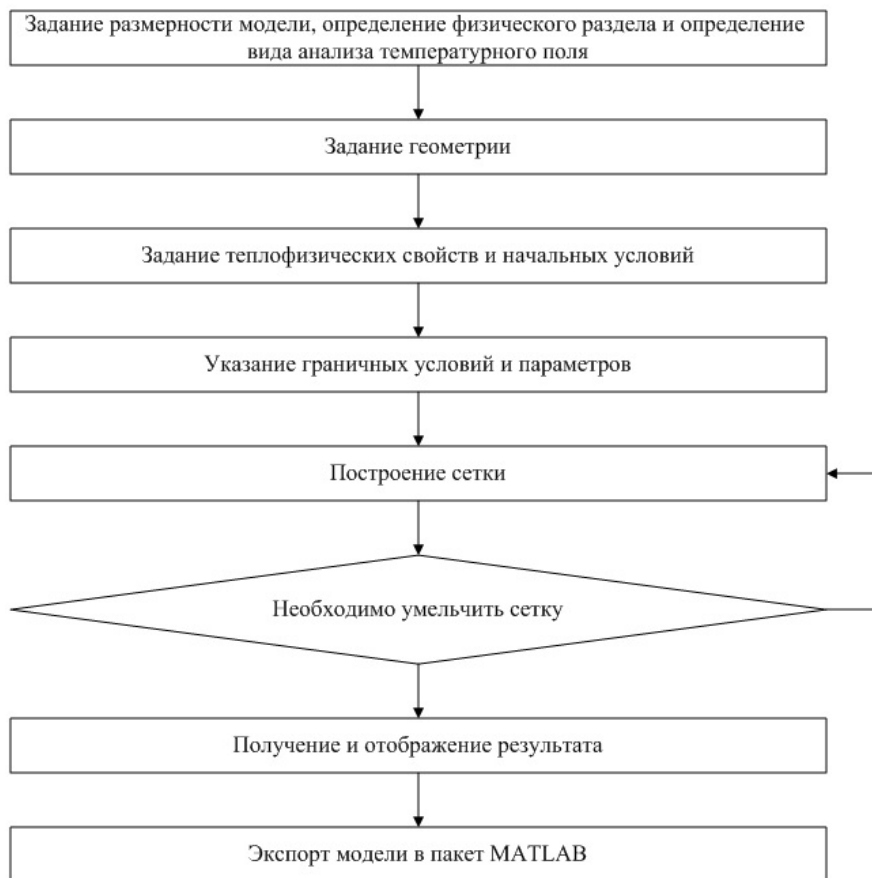 Задание размерности модели, определение физического раздела и определение
вида анализа температурного поля
Задание геометрии
Задание теплофизических свойств и начальных условий
Указание граничных условий и параметров
Построение сетки
Необходимо умельчить сетку
Получение и отображение результата
Экспорт модели в пакет MATLAB